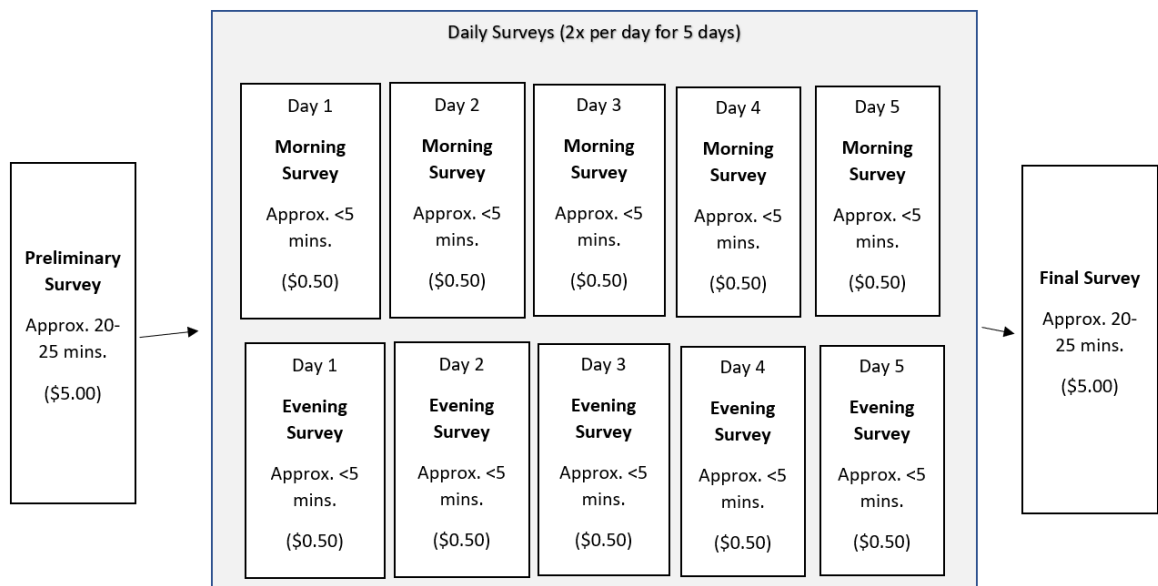 Daily Surveys (2x per day for 5 days)
Preliminary
Survey
Approx. 20-
25 mins.
($5.00)
Day 1
Morning
Survey
Approx. <5
mins.
($0.50)
Day 2
Morning
Survey
Approx. <5
mins.
($0.50)
Day 3
Morning
Survey
Approx. <5
mins.
($0.50)
Day 4
Morning
Survey
Approx. <5
mins.
($0.50)
Day 5
Morning
Survey
Approx. <5
mins.
($0.50)
Day 1
Evening
Survey
Approx. <5
mins.
($0.50)
Day 2
Evening
Survey
Approx. <5
mins.
($0.50)
Day 3
Evening
Survey
Approx. <5
mins.
($0.50)
Day 4
Evening
Survey
Approx. <5
mins.
($0.50)
Day 5
Evening
Survey
Approx. <5
mins.
($0.50)
Final Survey
Approx. 20-
25 mins.
($5.00)